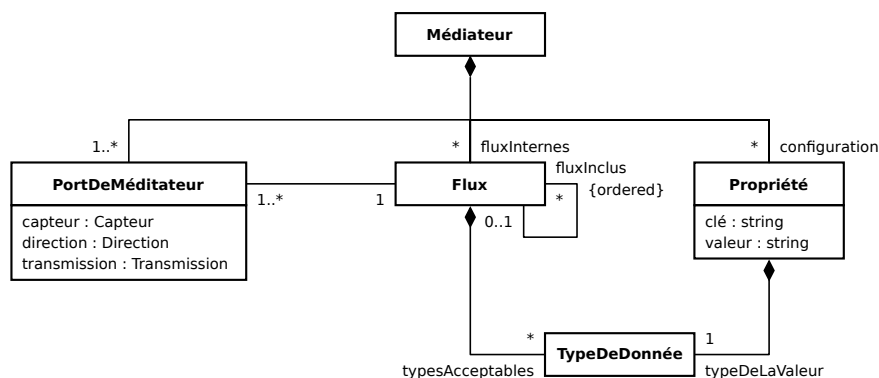 Médiateur
1..*
* fluxInternes
* configuration
PortDeMéditateur
capteur : Capteur
direction : Direction
transmission : Transmission
1..*
1
Flux
fluxInclus
{ordered}
*
0..1
Propriété
clé : string
valeur : string
*
typesAcceptables
TypeDeDonnée
1
typeDeLaValeur